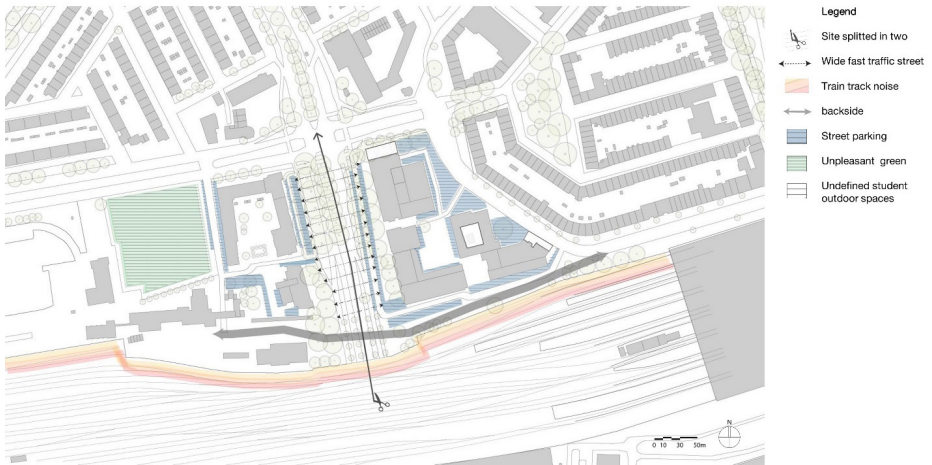 Legend
Site splitted in two
Wide fast traffic street
Train track noise
backside
Street parking
Unpleasant green
Undefined student
outdoor spaces
N
0 10 30 50m